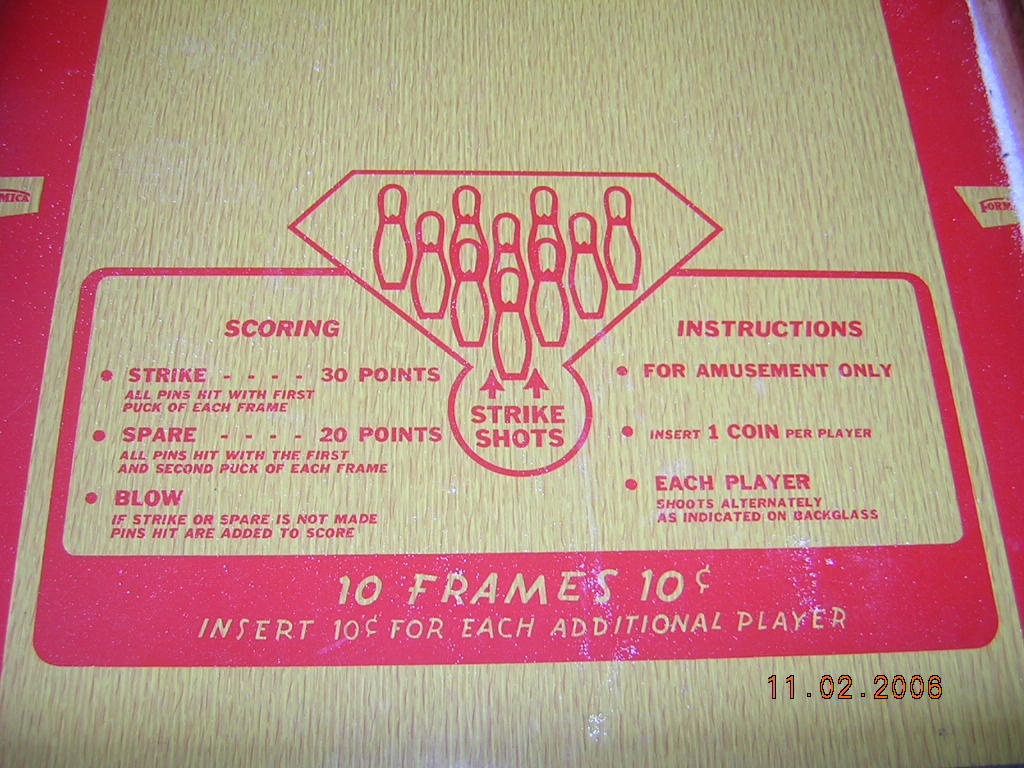 MICA
FORM
SCORING
• STRIKE - - - - 30 POINTS
ALL PINS HIT WITH FIRST
PUCK OF EACH FRAME
• SPARE - - - - 20 POINTS
ALL PINS HIT WITH THE FIRST
AND SECOND PUCK OF EACH FRAME
• BLOW
IF STRIKE OR SPARE IS NOT MADE
PINS HIT ARE ADDED TO SCORE
STRIKE
SHOTS
INSTRUCTIONS
• FOR AMUSEMENT ONLY
• INSERT 1 COIN PER PLAYER
• EACH PLAYER
SHOOTS ALTERNATELY
AS INDICATED ON BACKGLASS
10 FRAMES 10¢
INSERT 10¢ FOR EACH ADDITIONAL PLAYER
11.02.2006